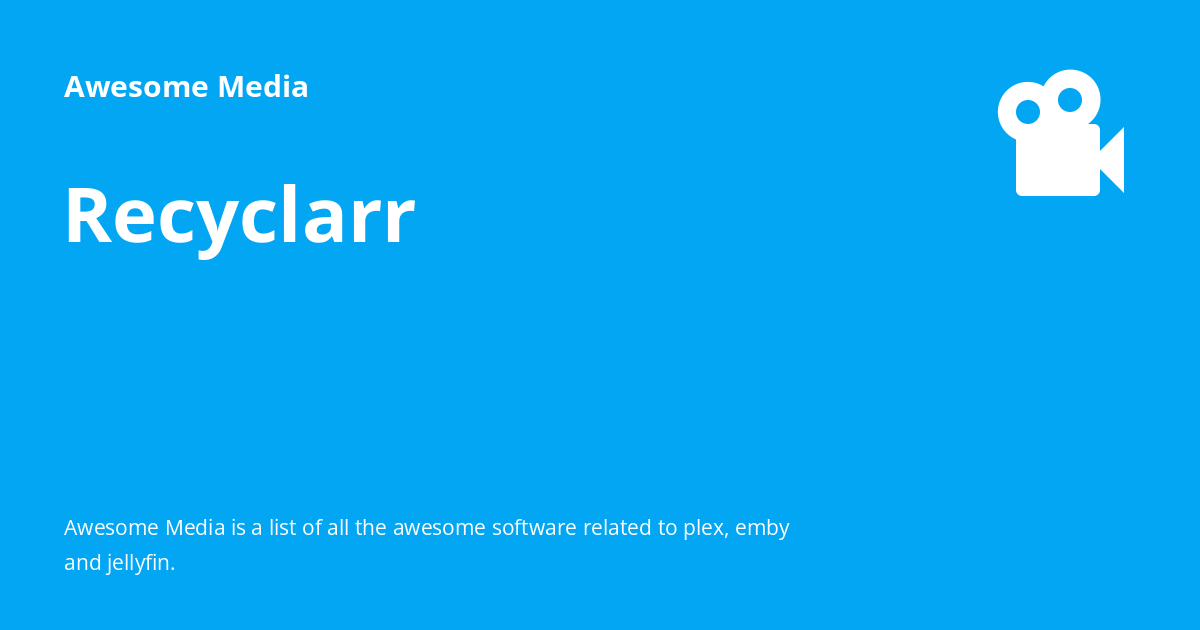 Awesome Media
Recyclarr
Awesome Media is a list of all the awesome software related to plex, emby
and jellyfin.